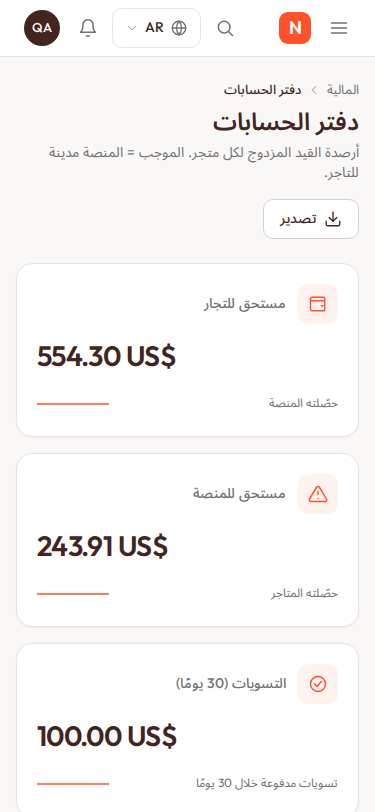 N
AR
QA
المالية
دفتر الحسابات
دفتر الحسابات
أرصدة القيد المزدوج لكل متجر. الموجب = المنصة مدينة
للتاجر.
تصدير
مستحق للتجار
554.30 US$
حصّلته المنصة
مستحق للمنصة
243.91 US$
حصّلته المتاجر
التسويات (30 يومًا)
100.00 US$
تسويات مدفوعة خلال 30 يومًا